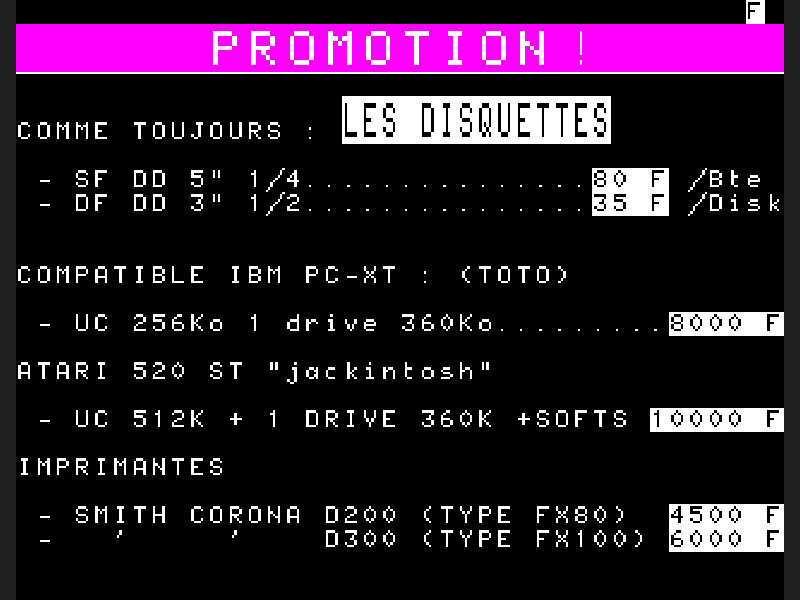 F
PROMOTION !
COMME TOUJOURS : LES DISQUETTES
- SF DD 5" 1/4...............80 F /Bte
- DF DD 3" 1/2...............35 F /Disk
COMPATIBLE IBM PC-XT : (TOTO)
- UC 256Ko 1 drive 360Ko.........8000 F
ATARI 520 ST "jackintosh"
- UC 512K + 1 DRIVE 360K +SOFTS 10000 F
IMPRIMANTES
- SMITH CORONA D200 (TYPE FX80) 4500 F
- ' ' D300 (TYPE FX100) 6000 F